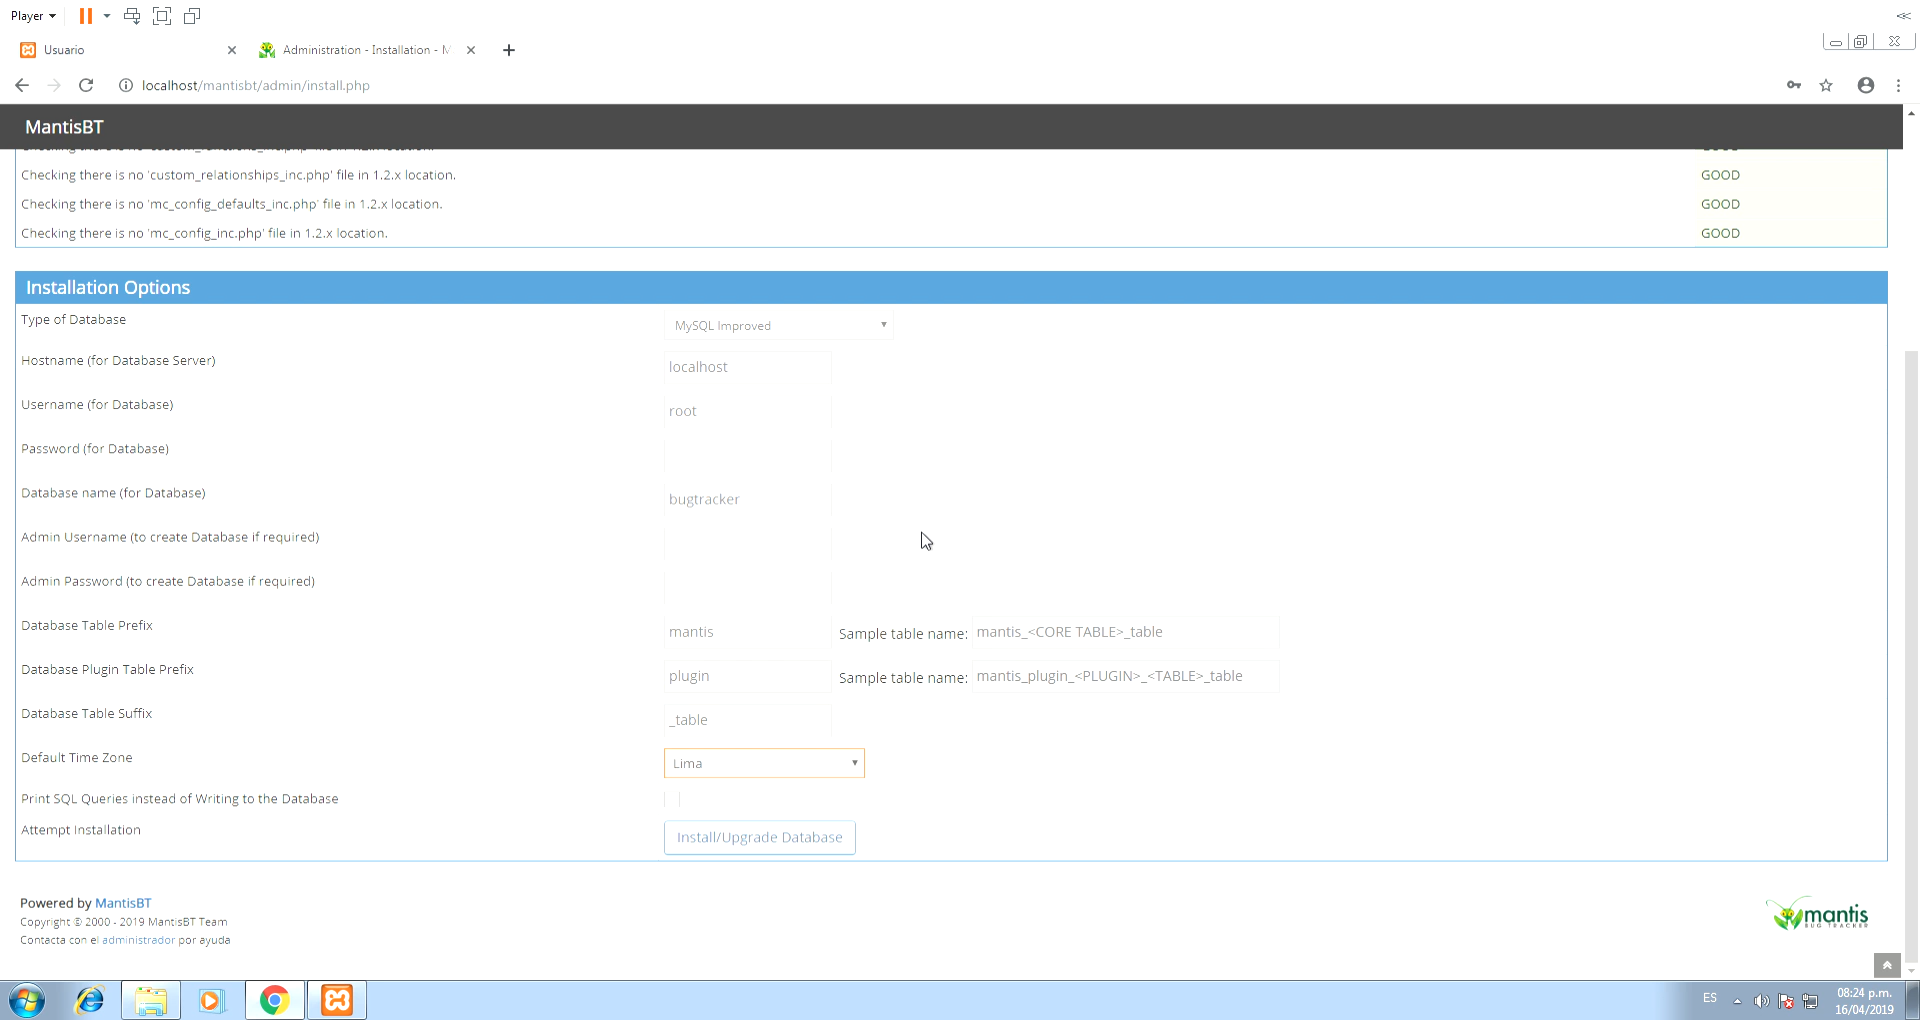 Player
Usuario
Administration - Installation - M
localhost/mantisbt/admin/install.php
MantisBT
Checking there is no 'custom_relationships_inc.php' file in 1.2.x location. GOOD
Checking there is no 'mc_config_defaults_inc.php' file in 1.2.x location. GOOD
Checking there is no 'mc_config_inc.php' file in 1.2.x location. GOOD
Installation Options
Type of Database MySQL Improved
Hostname (for Database Server) localhost
Username (for Database) root
Password (for Database)
Database name (for Database) bugtracker
Admin Username (to create Database if required)
Admin Password (to create Database if required)
Database Table Prefix mantis Sample table name: mantis_<CORE TABLE>_table
Database Plugin Table Prefix plugin Sample table name: mantis_plugin_<PLUGIN>_<TABLE>_table
Database Table Suffix _table
Default Time Zone Lima
Print SQL Queries instead of Writing to the Database
Attempt Installation Install/Upgrade Database
Powered by MantisBT
Copyright © 2000 - 2019 MantisBT Team
Contacta con el administrador por ayuda
mantis
BUG TRACKER
ES
08:24 p.m.
16/04/2019